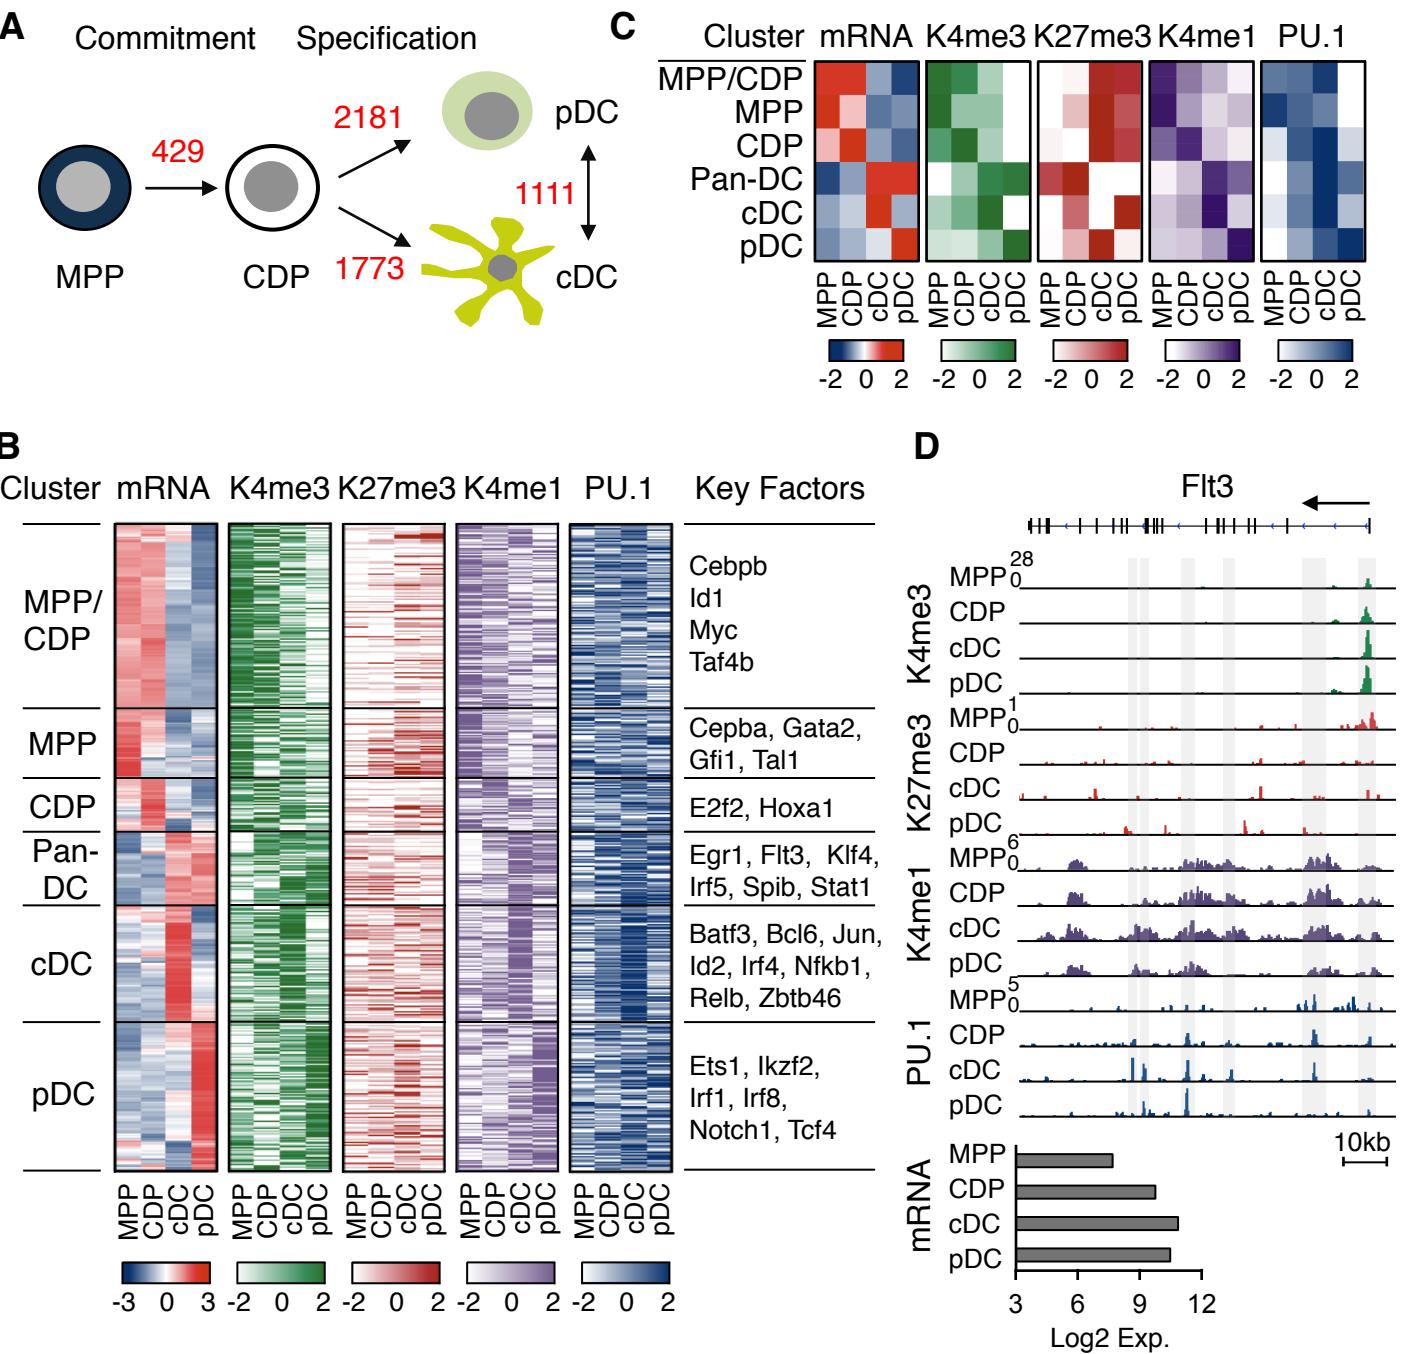 A
Commitment Specification
2181
pDC
429
1111
1773
MPP
CDP
cDC
C
Cluster mRNA K4me3 K27me3 K4me1 PU.1
MPP/CDP
MPP
CDP
Pan-DC
cDC
pDC
MPP CDP cDC pDC MPP CDP cDC pDC MPP CDP cDC pDC MPP CDP cDC pDC MPP CDP cDC pDC
-2 0 2 -2 0 2 -2 0 2 -2 0 2 -2 0 2
B
Cluster mRNA K4me3 K27me3 K4me1 PU.1 Key Factors
MPP/
CDP
Cebpb
Id1
Myc
Taf4b
MPP
Cepba, Gata2,
Gfi1, Tal1
CDP
E2f2, Hoxa1
Pan-
DC
Egr1, Flt3, Klf4,
Irf5, Spib, Stat1
cDC
Batf3, Bcl6, Jun,
Id2, Irf4, Nfkb1,
Relb, Zbtb46
pDC
Ets1, Ikzf2,
Irf1, Irf8,
Notch1, Tcf4
MPP CDP cDC pDC MPP CDP cDC pDC MPP CDP cDC pDC MPP CDP cDC pDC MPP CDP cDC pDC
-3 0 3 -2 0 2 -2 0 2 -2 0 2 -2 0 2
D
Flt3
K4me3
MPP 28 0
CDP
cDC
pDC
K27me3
MPP 1 0
CDP
cDC
pDC
K4me1
MPP 6 0
CDP
cDC
pDC
PU.1
MPP 5 0
CDP
cDC
pDC
10kb
mRNA
MPP
CDP
cDC
pDC
3 6 9 12
Log2 Exp.